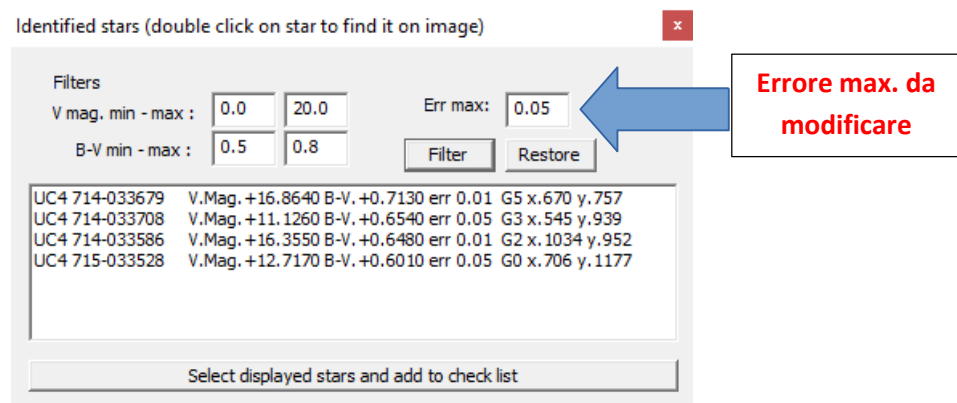 Identified stars (double click on star to find it on image)
x
Filters
V mag. min - max : 0.0 20.0 Err max: 0.05
B-V min - max : 0.5 0.8 Filter Restore
UC4 714-033679 V.Mag.+16.8640 B-V.+0.7130 err 0.01 G5 x.670 y.757
UC4 714-033708 V.Mag.+11.1260 B-V.+0.6540 err 0.05 G3 x.545 y.939
UC4 714-033586 V.Mag.+16.3550 B-V.+0.6480 err 0.01 G2 x.1034 y.952
UC4 715-033528 V.Mag.+12.7170 B-V.+0.6010 err 0.05 G0 x.706 y.1177
Select displayed stars and add to check list
Errore max. da
modificare